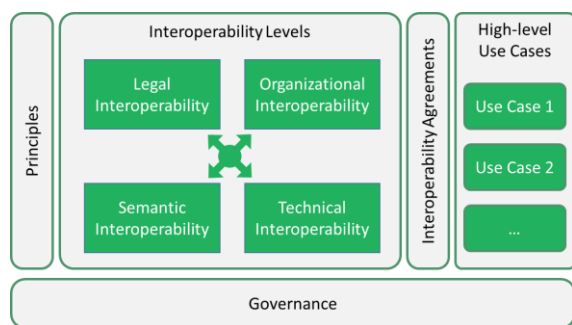 Principles
Interoperability Levels
Legal
Interoperability
Organizational
Interoperability
Semantic
Interoperability
Technical
Interoperability
Interoperability Agreements
High-level
Use Cases
Use Case 1
Use Case 2
...
Governance